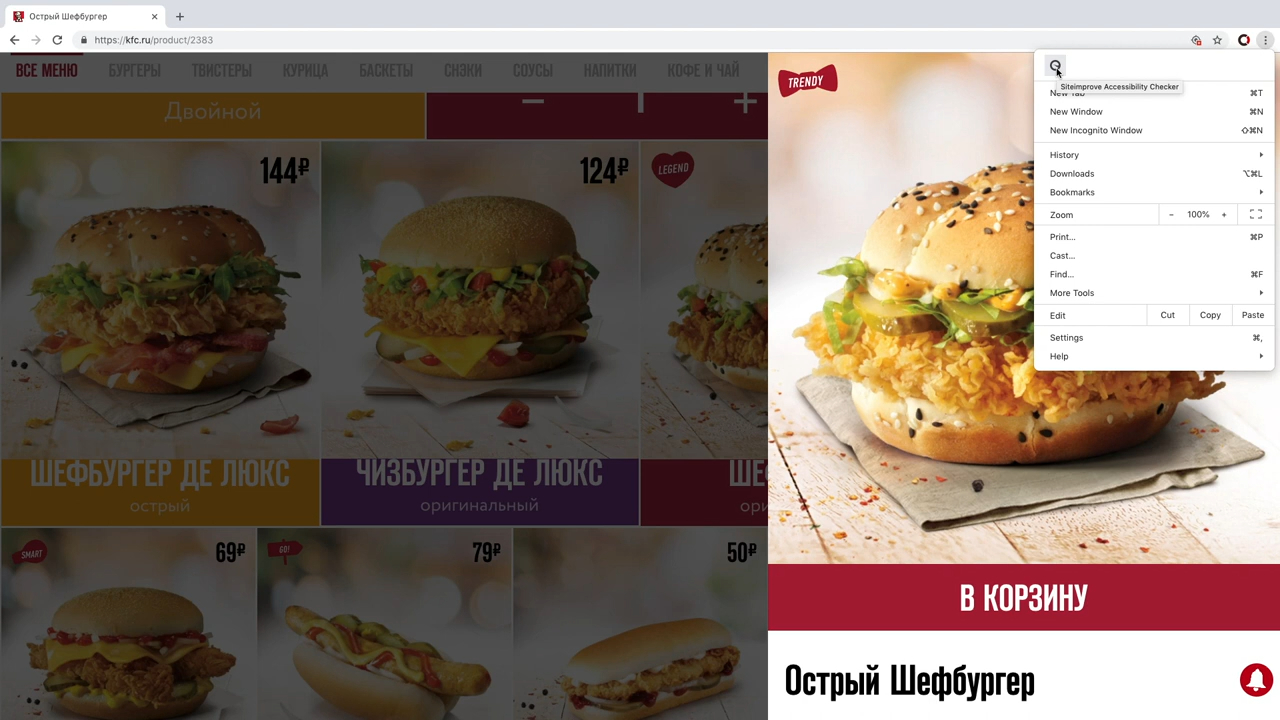 Острый Шефбургер
https://kfc.ru/product/2383
ВСЕ МЕНЮ БУРГЕРЫ ТВИСТЕРЫ КУРИЦА БАСКЕТЫ СНЭКИ СОУСЫ НАПИТКИ КОФЕ И ЧАЙ
Двойной
144₽
124₽
LEGEND
ШЕФБУРГЕР ДЕ ЛЮКС
острый
ЧИЗБУРГЕР ДЕ ЛЮКС
оригинальный
SMART
69₽
GO!
79₽
50₽
TRENDY
Siteimprove Accessibility Checker
New Tab ⌘T
New Window ⌘N
New Incognito Window ⇧⌘N
History
Downloads ⌥⌘L
Bookmarks
Zoom − 100% +
Print... ⌘P
Cast...
Find... ⌘F
More Tools
Edit Cut Copy Paste
Settings ⌘,
Help
В КОРЗИНУ
Острый Шефбургер